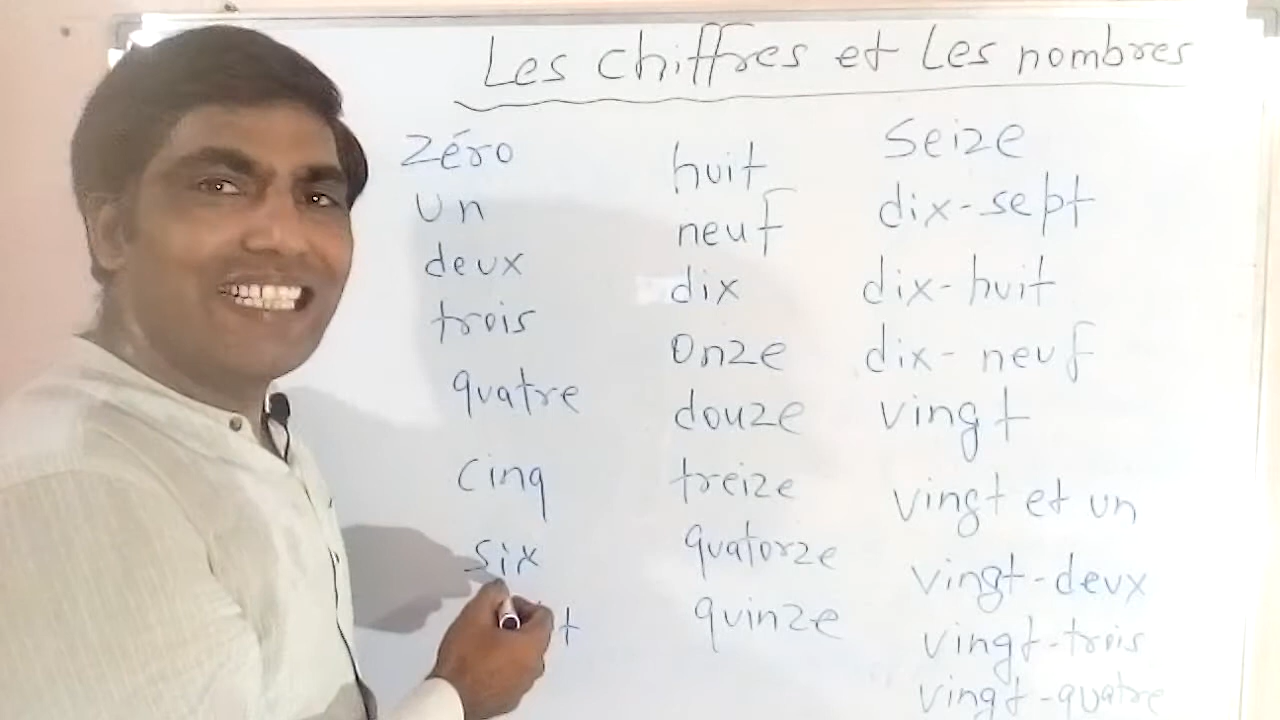 Les chiffres et les nombres
zéro
un
deux
trois
quatre
cinq
six
huit
neuf
dix
onze
douze
treize
quatorze
quinze
seize
dix-sept
dix-huit
dix-neuf
vingt
vingt et un
vingt-deux
vingt-trois
vingt-quatre